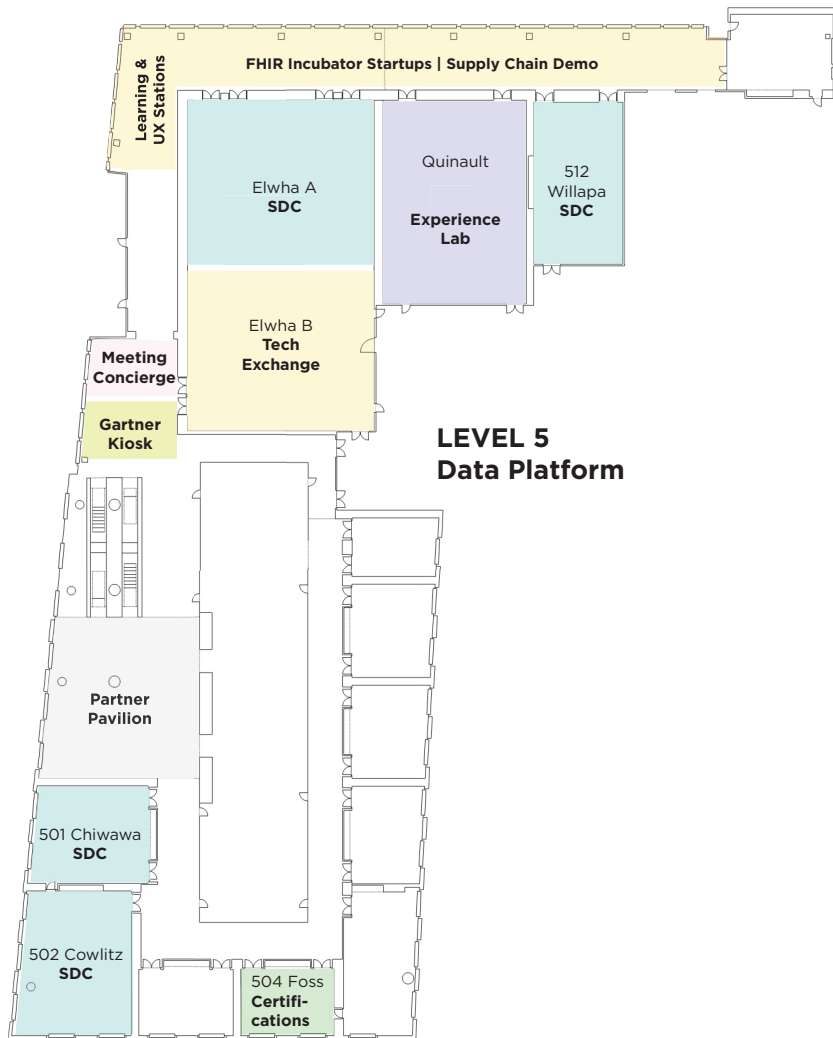 Learning &
UX Stations
FHIR Incubator Startups | Supply Chain Demo
Elwha A
SDC
Quinault
Experience
Lab
512
Willapa
SDC
Elwha B
Tech
Exchange
Meeting
Concierge
Gartner
Kiosk
LEVEL 5
Data Platform
Partner
Pavilion
501 Chiwawa
SDC
502 Cowlitz
SDC
504 Foss
Certifi-
cations